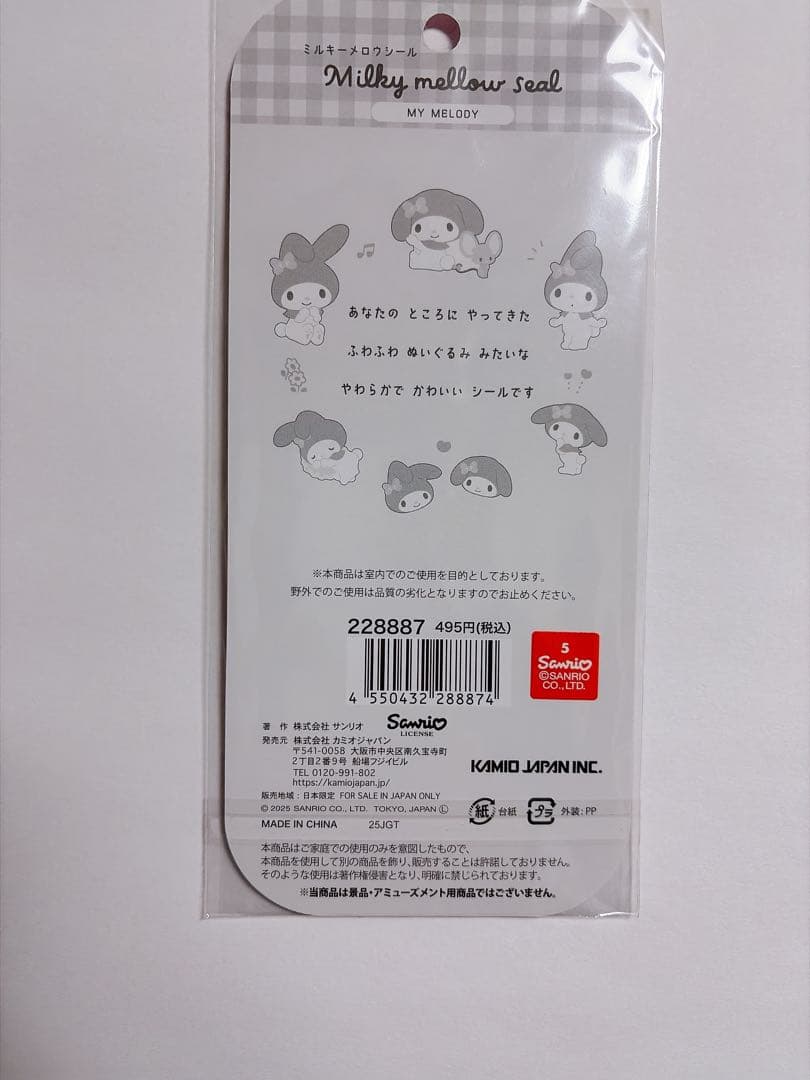 ミルキーメロウシール
Milky mellow seal
MY MELODY
あなたの ところに やってきた
ふわふわ ぬいぐるみ みたいな
やわらかで かわいい シールです
※本商品は室内でのご使用を目的としております。
野外でのご使用は品質の劣化となりますのでお止めください。
228887 495円(税込)
4 550432 288874
5
Sanrio
©SANRIO
CO., LTD.
著 作 株式会社 サンリオ
Sanrio
LICENSE
発売元 株式会社 カミオジャパン
〒541-0058 大阪市中央区南久宝寺町
2丁目2番9号 船場フジイビル
TEL 0120-991-802
https://kamiojapan.jp/
KAMIO JAPAN INC.
販売地域：日本限定 FOR SALE IN JAPAN ONLY
© 2025 SANRIO CO., LTD. TOKYO, JAPAN Ⓛ
MADE IN CHINA 25JGT
紙 台紙 プラ 外装：PP
本商品はご家庭での使用のみを意図したもので、
本商品を使用して別の商品を飾り、販売することは許諾しておりません。
そのような使用は著作権侵害となり、明確に禁じられております。
※当商品は景品・アミューズメント用商品ではございません。